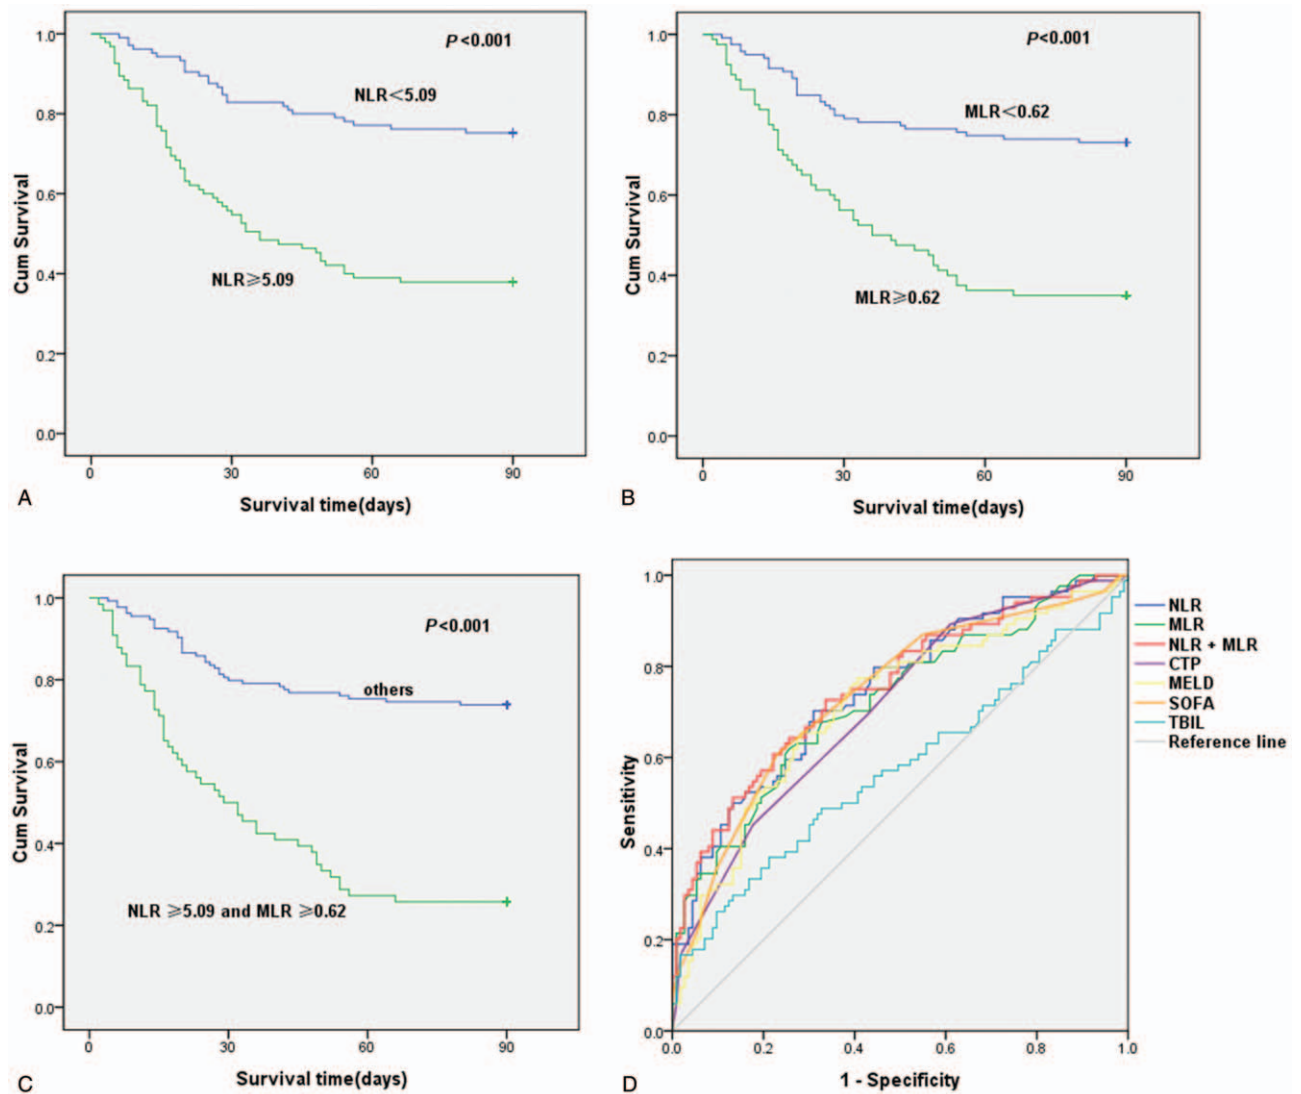 P<0.001
NLR<5.09
NLR⩾5.09
Cum Survival
1.0
0.8
0.6
0.4
0.2
0.0
0 30 60 90
Survival time(days)
A
P<0.001
MLR<0.62
MLR⩾0.62
Cum Survival
1.0
0.8
0.6
0.4
0.2
0.0
0 30 60 90
Survival time(days)
B
P<0.001
others
NLR ⩾5.09 and MLR ⩾0.62
Cum Survival
1.0
0.8
0.6
0.4
0.2
0.0
0 30 60 90
Survival time(days)
C
Sensitivity
1.0
0.8
0.6
0.4
0.2
0.0
0.0 0.2 0.4 0.6 0.8 1.0
1 - Specificity
NLR
MLR
NLR + MLR
CTP
MELD
SOFA
TBIL
Reference line
D